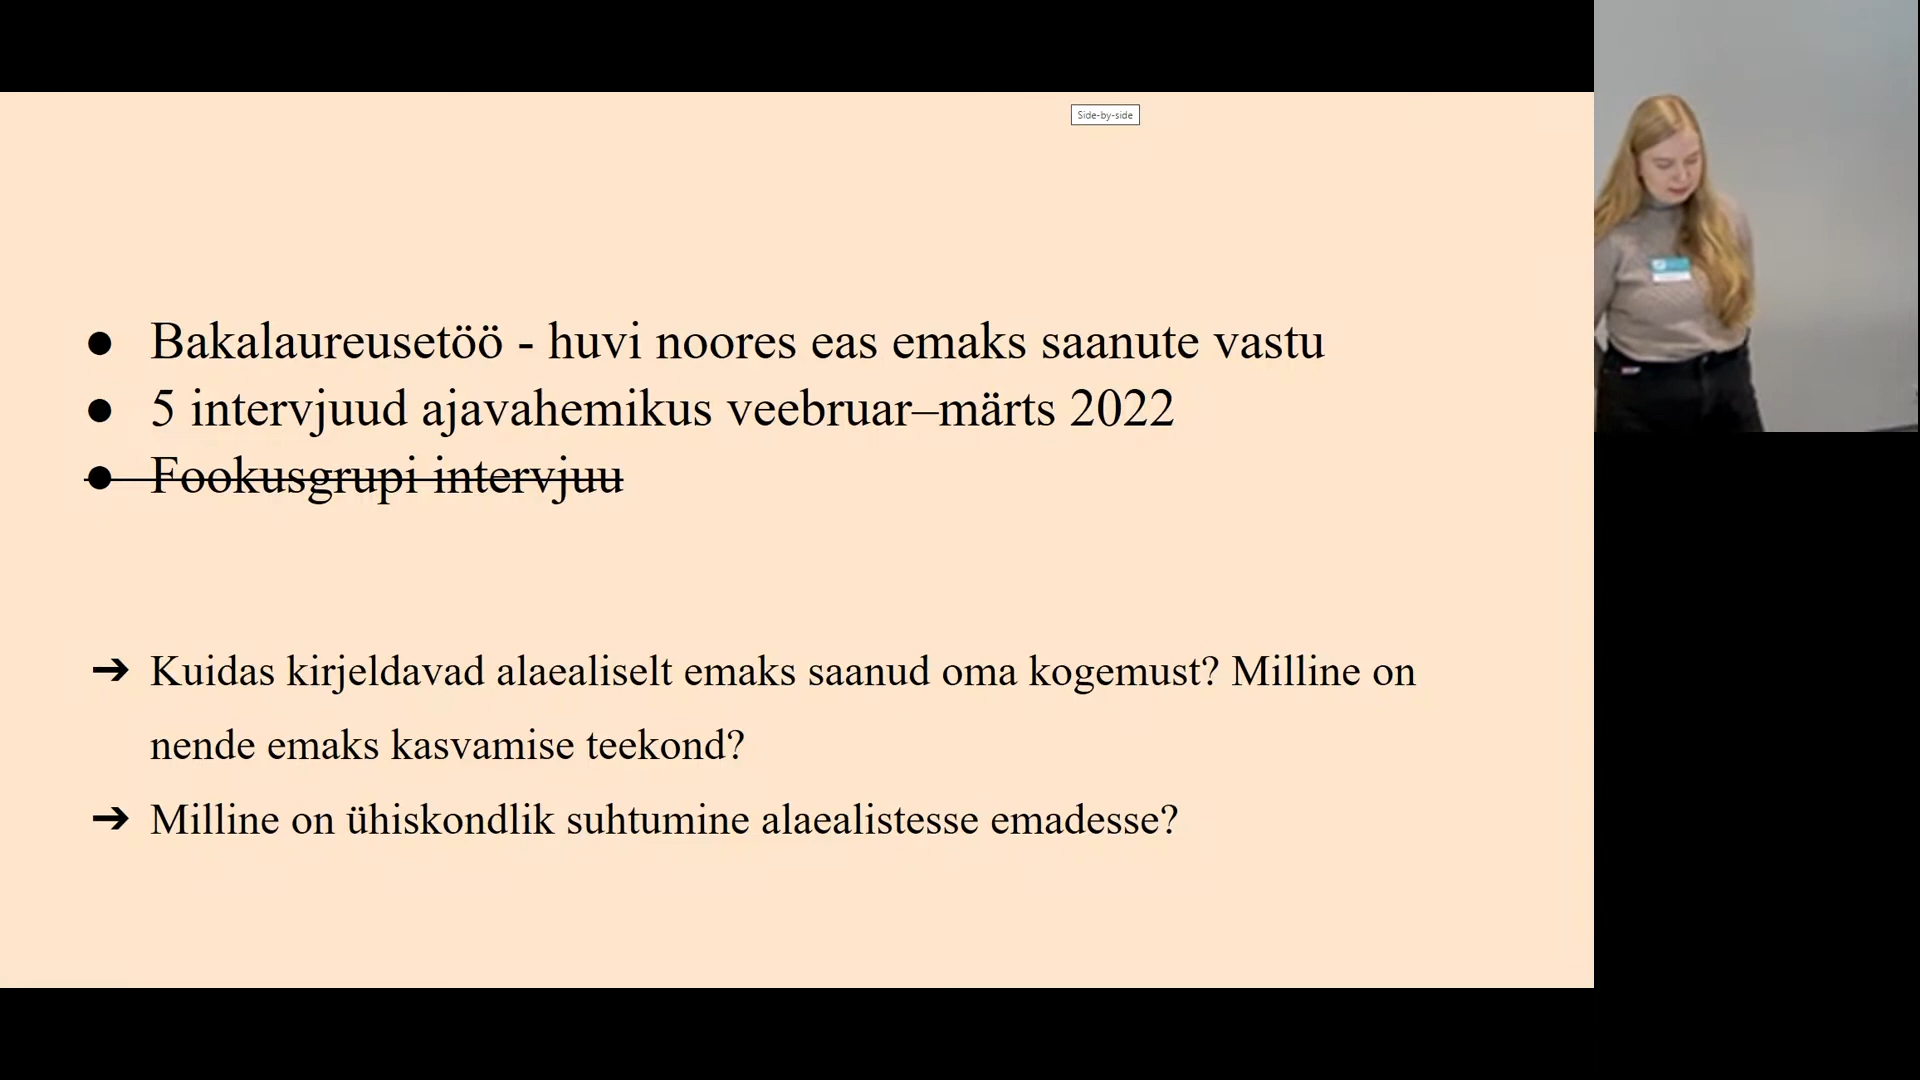 Side-by-side
● Bakalaureusetöö - huvi noores eas emaks saanute vastu
● 5 intervjuud ajavahemikus veebruar–märts 2022
● Fookusgrupi intervjuu
➔ Kuidas kirjeldavad alaealiselt emaks saanud oma kogemust? Milline on
nende emaks kasvamise teekond?
➔ Milline on ühiskondlik suhtumine alaealistesse emadesse?